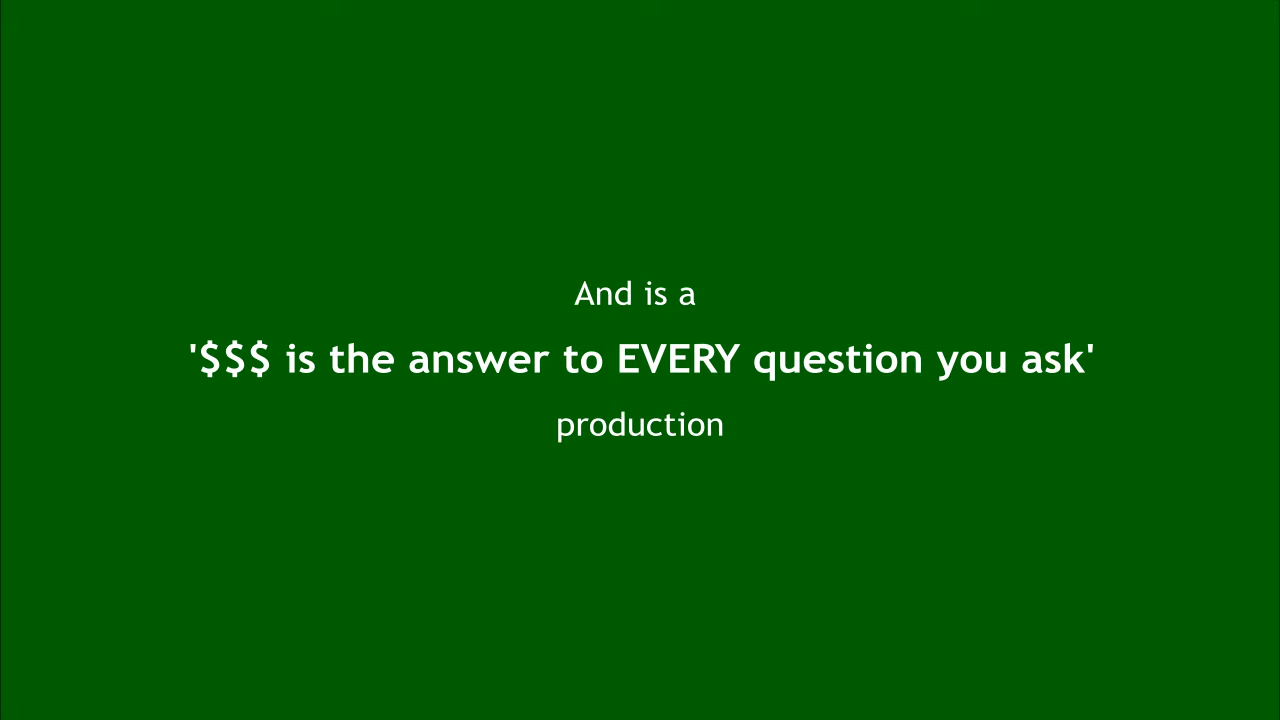 And is a
'$$$ is the answer to EVERY question you ask'
production